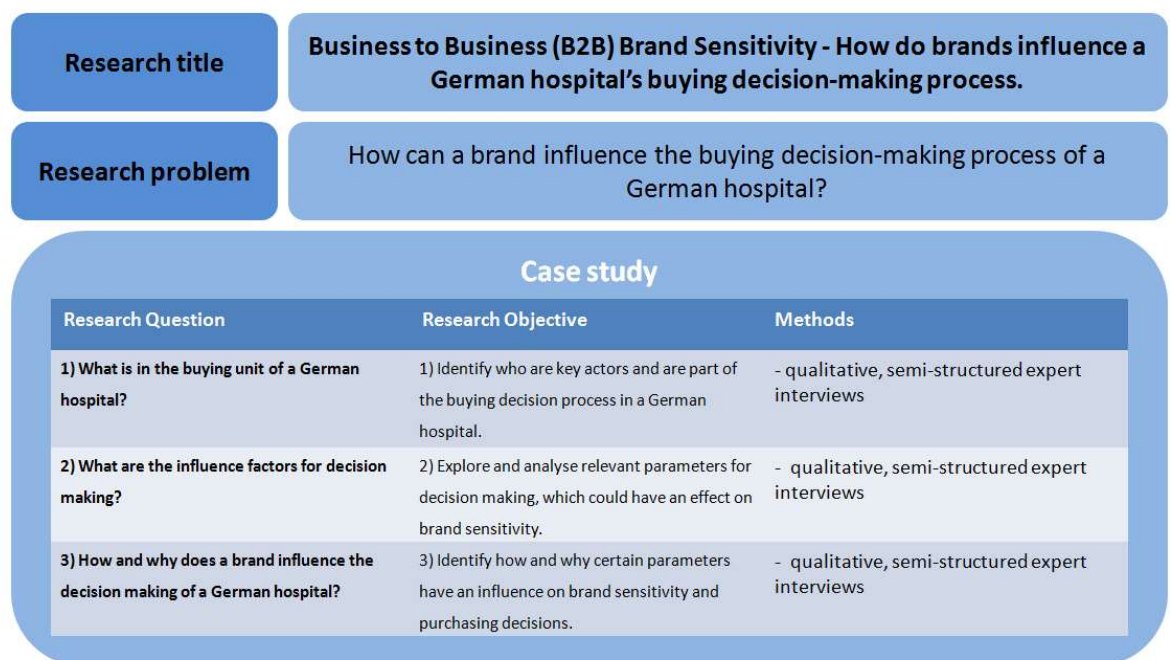 Research title
Business to Business (B2B) Brand Sensitivity - How do brands influence a
German hospital's buying decision-making process.
Research problem
How can a brand influence the buying decision-making process of a
German hospital?
Case study
Research Question
Research Objective
Methods
1) What is in the buying unit of a German
hospital?
1) Identify who are key actors and are part of
the buying decision process in a German
hospital.
- qualitative, semi-structured expert
interviews
2) What are the influence factors for decision
making?
2) Explore and analyse relevant parameters for
decision making, which could have an effect on
brand sensitivity.
- qualitative, semi-structured expert
interviews
3) How and why does a brand influence the
decision making of a German hospital?
3) Identify how and why certain parameters
have an influence on brand sensitivity and
purchasing decisions.
- qualitative, semi-structured expert
interviews